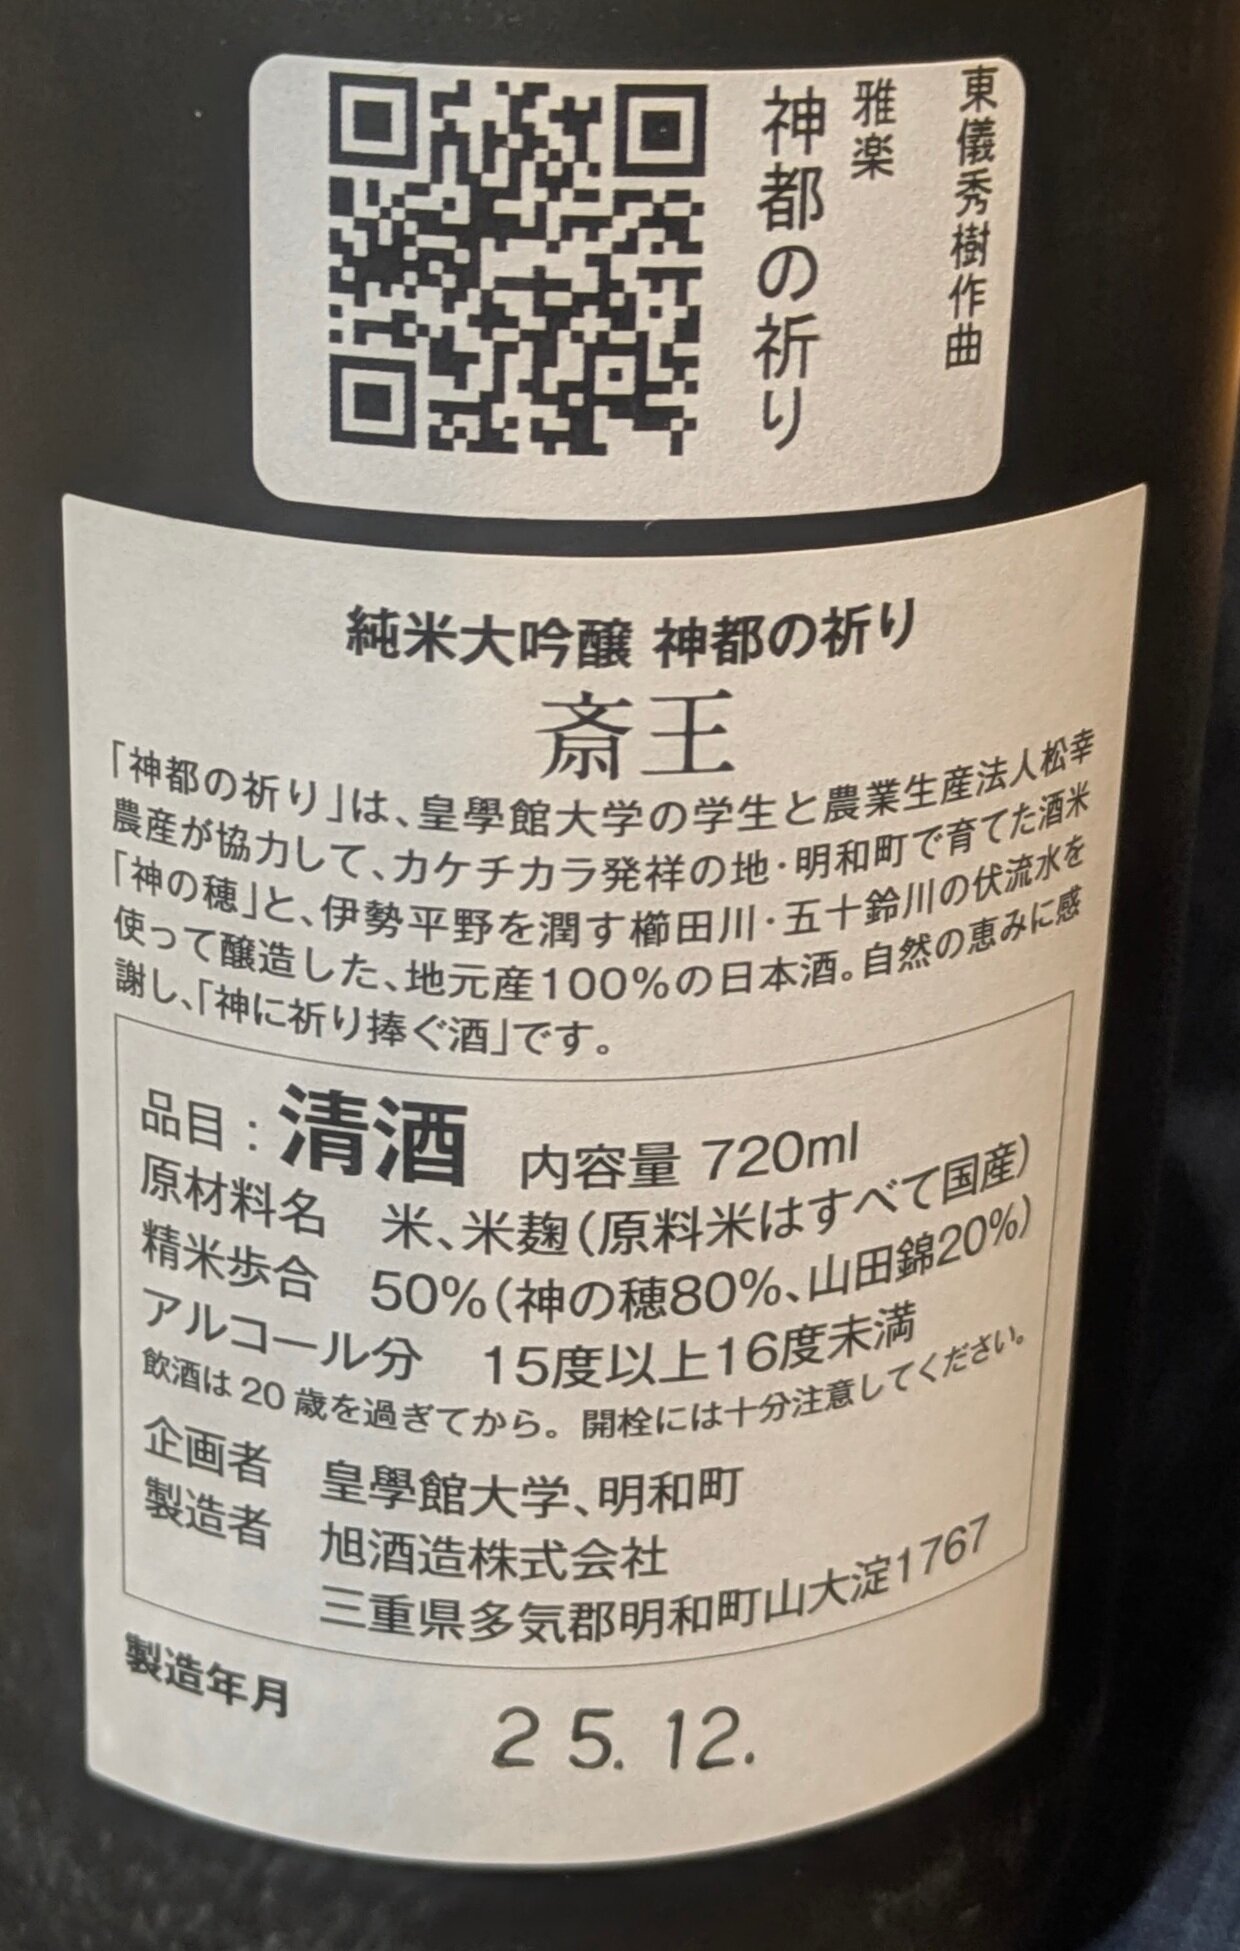 東儀秀樹作曲
雅楽
神都の祈り
純米大吟醸 神都の祈り
斎王
「神都の祈り」は、皇學館大学の学生と農業生産法人松幸
農産が協力して、カケチカラ発祥の地・明和町で育てた酒米
「神の穂」と、伊勢平野を潤す櫛田川・五十鈴川の伏流水を
使って醸造した、地元産100%の日本酒。自然の恵みに感
謝し、「神に祈り捧ぐ酒」です。
品目：清酒 内容量 720ml
原材料名 米、米麹(原料米はすべて国産)
精米歩合 50%(神の穂80%、山田錦20%)
アルコール分 15度以上16度未満
飲酒は 20 歳を過ぎてから。開栓には十分注意してください。
企画者 皇學館大学、明和町
製造者 旭酒造株式会社
三重県多気郡明和町山大淀1767
製造年月 25.12.